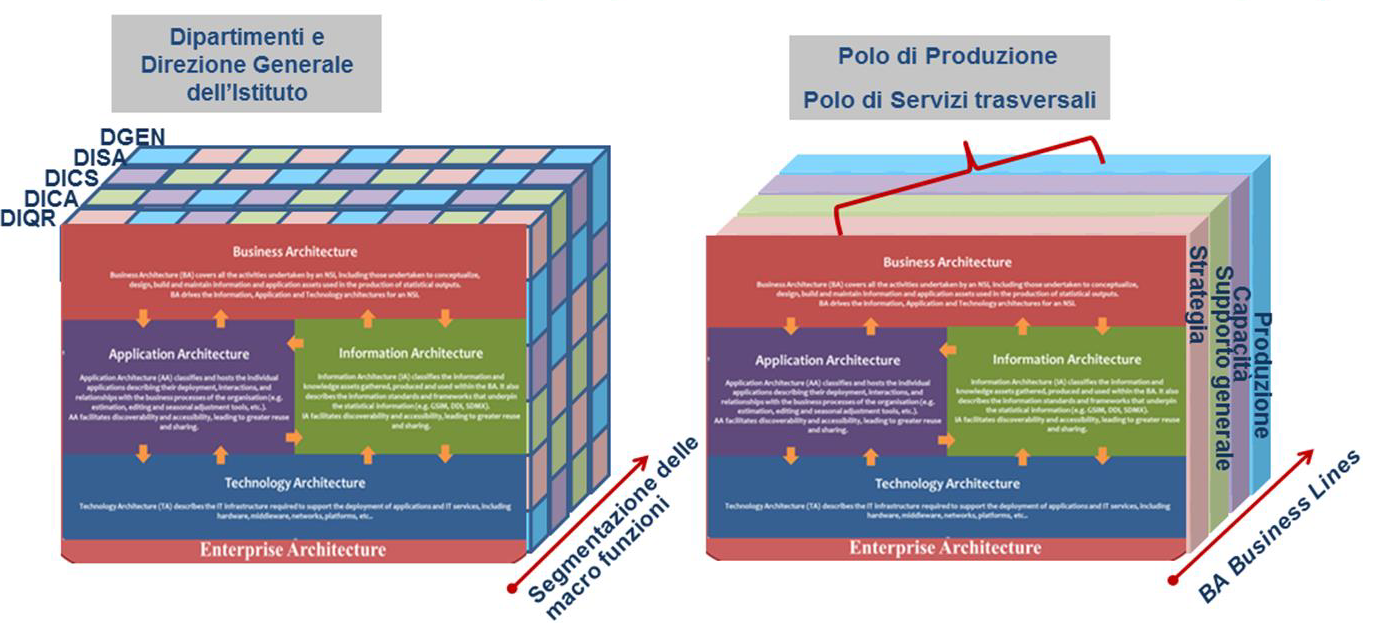 Dipartimenti e
Direzione Generale
dell'Istituto
DGEN
DISA
DICS
DICA
DIQR
Business Architecture
Business Architecture (BA) covers all the activities undertaken by an NSI, including those undertaken to conceptualize,
design, build and maintain information and application assets used in the production of statistical outputs.
BA drives the Information, Application and Technology architectures for an NSI.
Application Architecture
Application Architecture (AA) classifies and hosts the individual
applications describing their deployment, interactions, and
relationships with the business processes of the organisation (e.g.
estimation, editing and seasonal adjustment tools, etc.).
AA facilitates discoverability and accessibility, leading to greater reuse
and sharing.
Information Architecture
Information Architecture (IA) classifies the information and
knowledge assets gathered, produced and used within the BA. It also
describes the information standards and frameworks that underpin
the statistical information (e.g. GSIM, DDI, SDMX).
IA facilitates discoverability and accessibility, leading to greater reuse
and sharing.
Technology Architecture
Technology Architecture (TA) describes the IT infrastructure required to support the deployment of applications and IT services, including
hardware, middleware, networks, platforms, etc..
Enterprise Architecture
Segmentazione delle
macro funzioni
Polo di Produzione
Polo di Servizi trasversali
Business Architecture
Business Architecture (BA) covers all the activities undertaken by an NSI, including those undertaken to conceptualize,
design, build and maintain information and application assets used in the production of statistical outputs.
BA drives the Information, Application and Technology architectures for an NSI.
Application Architecture
Application Architecture (AA) classifies and hosts the individual
applications describing their deployment, interactions, and
relationships with the business processes of the organisation (e.g.
estimation, editing and seasonal adjustment tools, etc.).
AA facilitates discoverability and accessibility, leading to greater reuse
and sharing.
Information Architecture
Information Architecture (IA) classifies the information and
knowledge assets gathered, produced and used within the BA. It also
describes the information standards and frameworks that underpin
the statistical information (e.g. GSIM, DDI, SDMX).
IA facilitates discoverability and accessibility, leading to greater reuse
and sharing.
Technology Architecture
Technology Architecture (TA) describes the IT infrastructure required to support the deployment of applications and IT services, including
hardware, middleware, networks, platforms, etc..
Enterprise Architecture
Strategia
Supporto generale
Capacità
Produzione
BA Business Lines